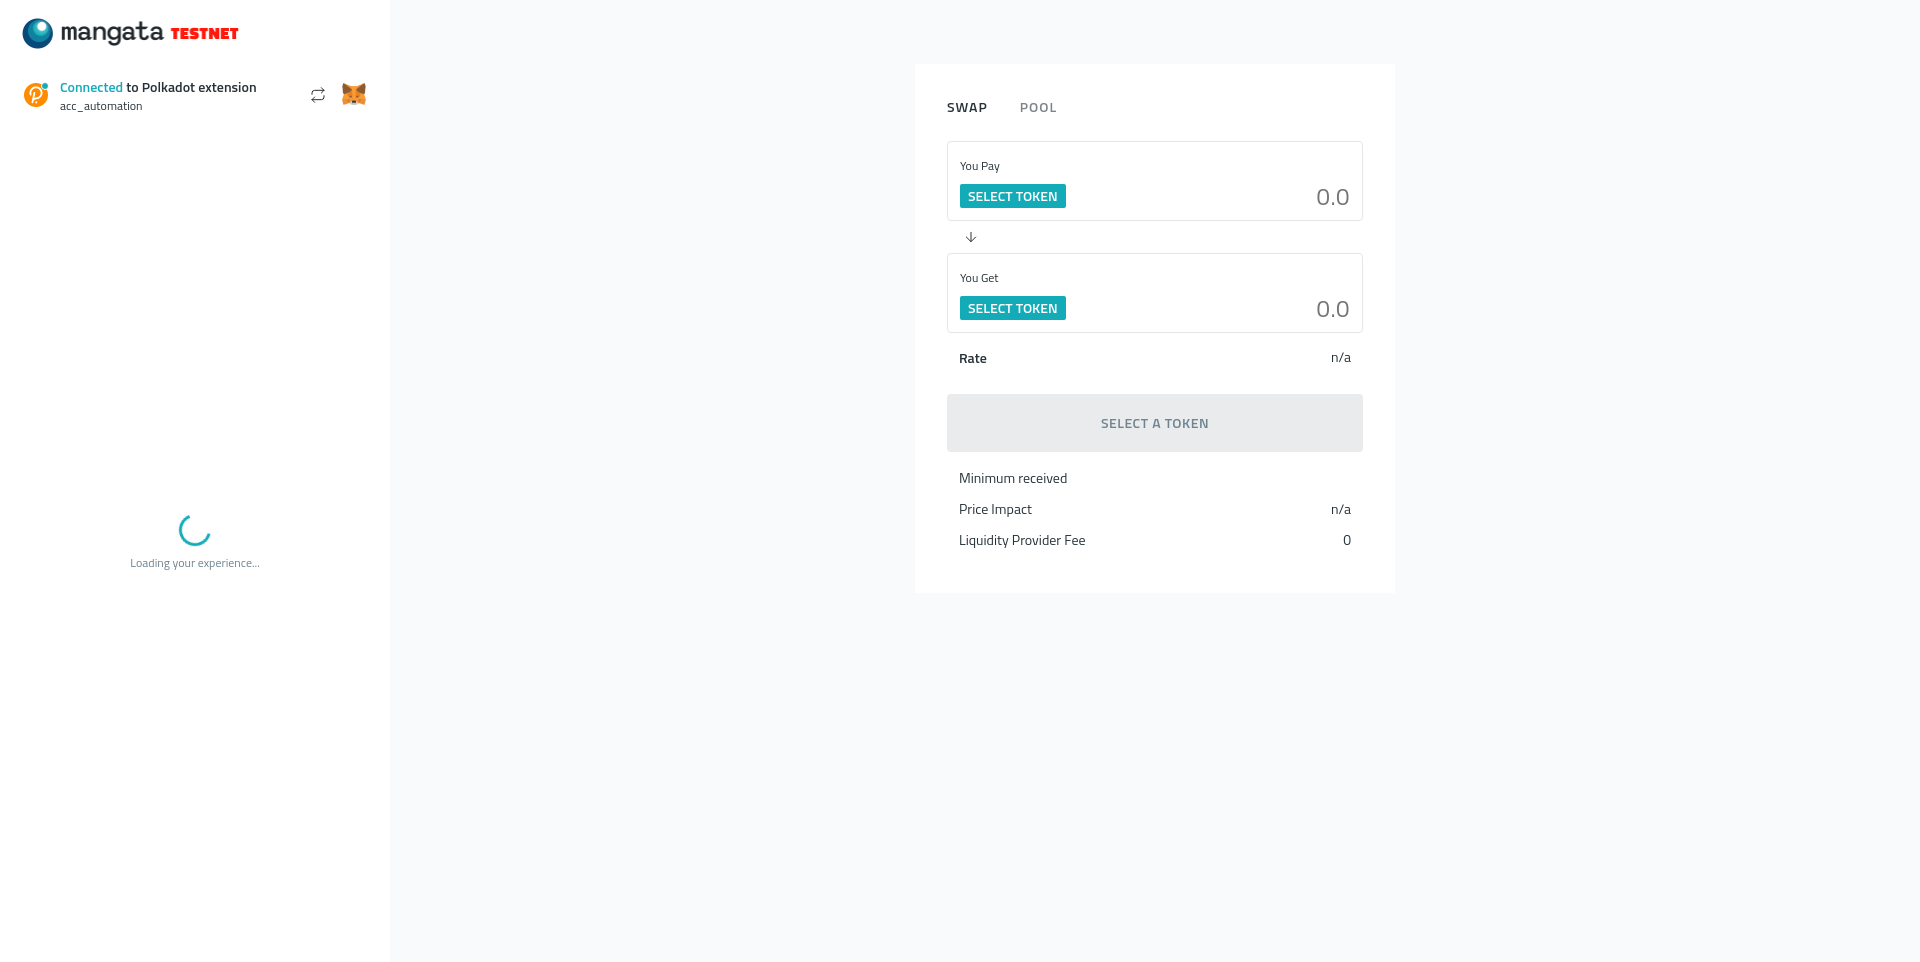 mangata TESTNET
Connected to Polkadot extension
acc_automation
Loading your experience...
SWAP POOL
You Pay
SELECT TOKEN 0.0
You Get
SELECT TOKEN 0.0
Rate n/a
SELECT A TOKEN
Minimum received
Price Impact n/a
Liquidity Provider Fee 0